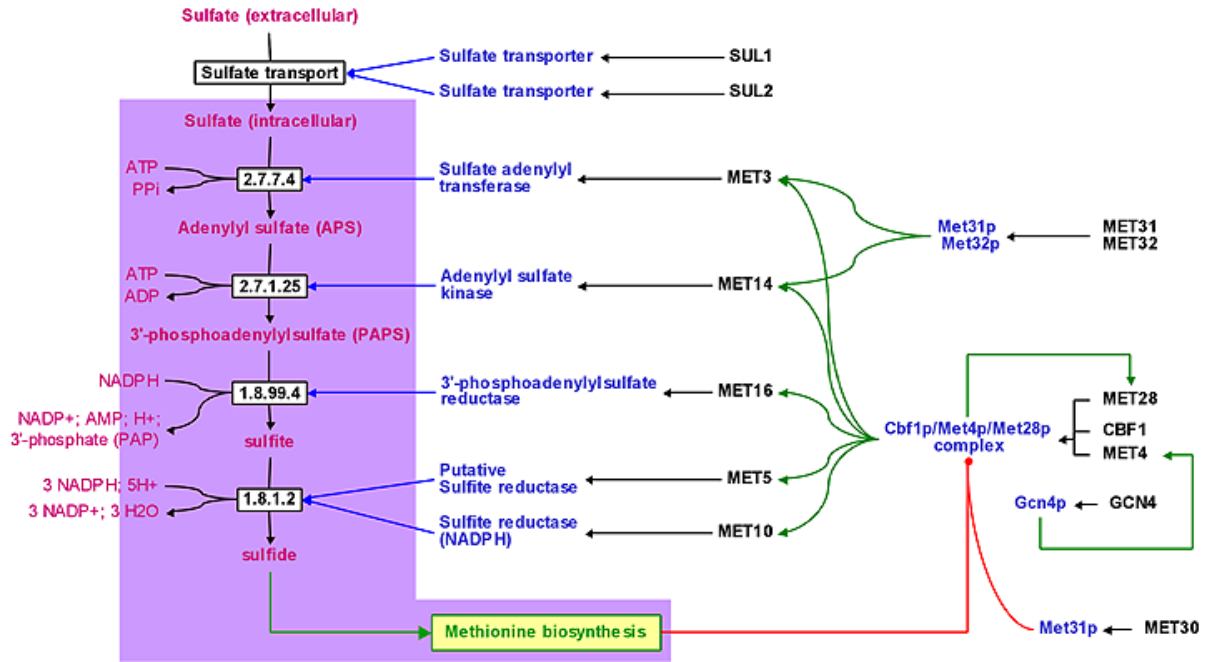 Sulfate (extracellular)
Sulfate transport
Sulfate transporter
SUL1
Sulfate transporter
SUL2
Sulfate (intracellular)
ATP
PPi
2.7.7.4
Sulfate adenylyl
transferase
MET3
Met31p
Met32p
MET31
MET32
Adenylyl sulfate (APS)
ATP
ADP
2.7.1.25
Adenylyl sulfate
kinase
MET14
3'-phosphoadenylylsulfate (PAPS)
NADPH
NADP+; AMP; H+;
3'-phosphate (PAP)
1.8.99.4
3'-phosphoadenylylsulfate
reductase
MET16
sulfite
Cbf1p/Met4p/Met28p
complex
MET28
CBF1
MET4
3 NADPH; 5H+
3 NADP+; 3 H2O
1.8.1.2
Putative
Sulfite reductase
MET5
Sulfite reductase
(NADPH)
MET10
Gcn4p
GCN4
sulfide
Methionine biosynthesis
Met31p
MET30